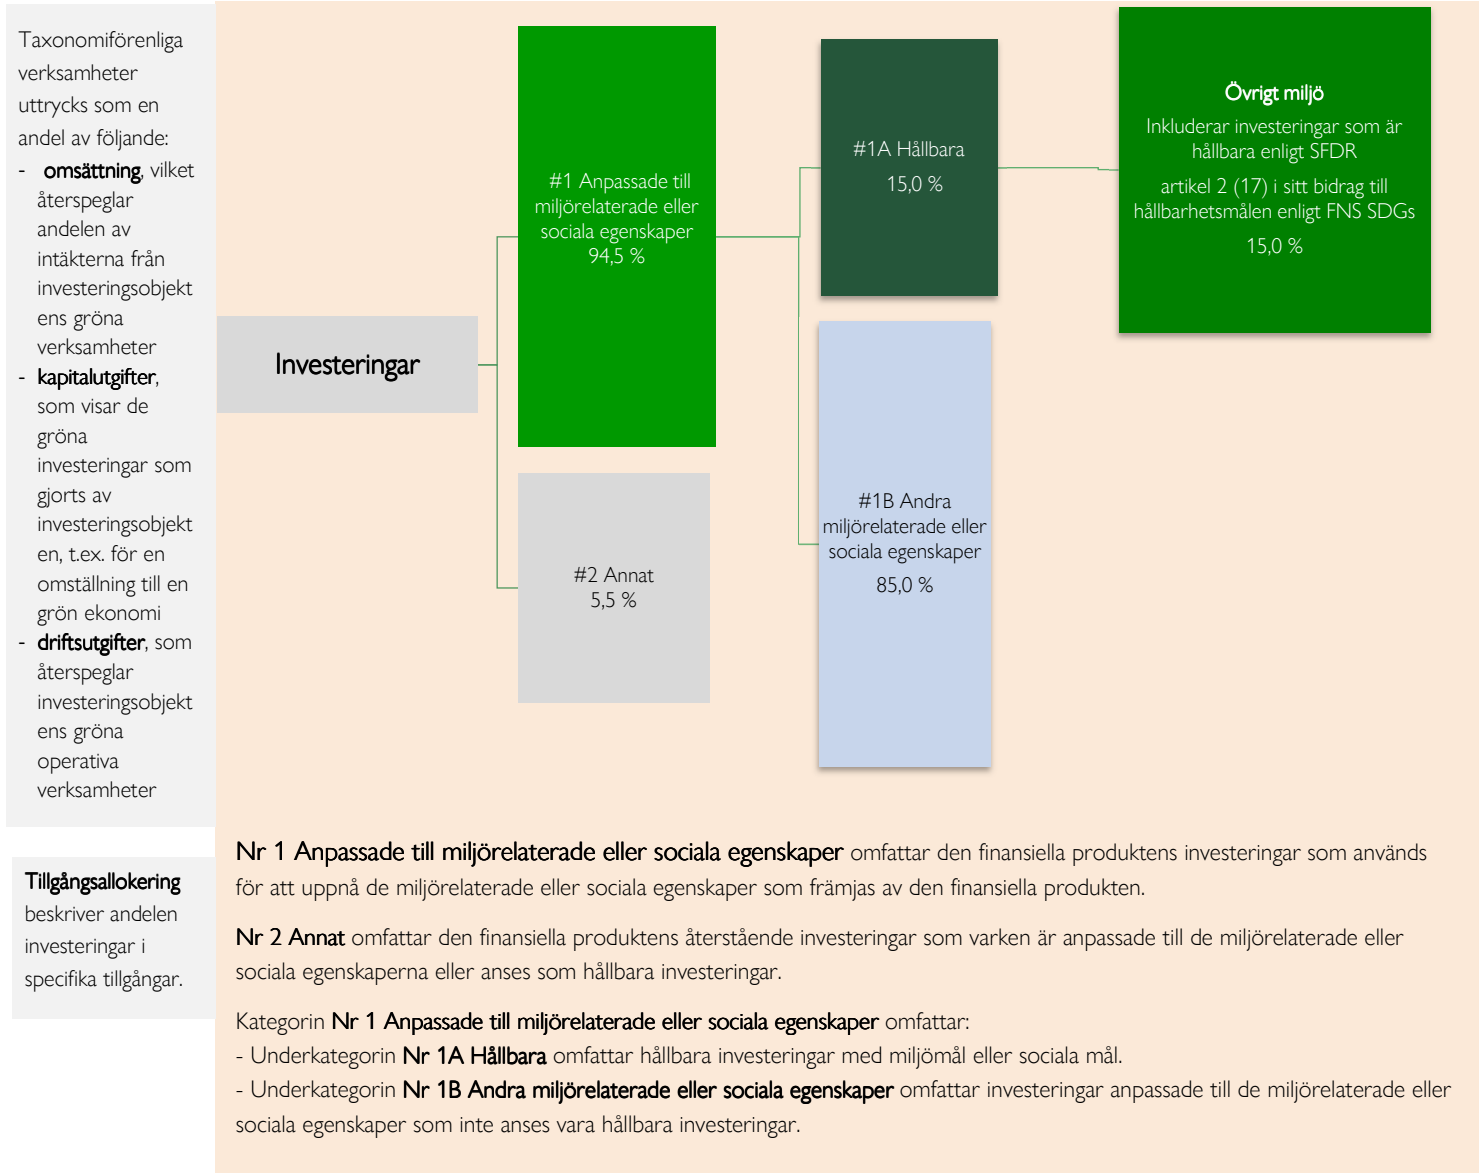 Taxonomiförenliga
verksamheter
uttrycks som en
andel av följande:
- omsättning, vilket
återspeglar
andelen av
intäkterna från
investeringsobjekt
ens gröna
verksamheter
- kapitalutgifter,
som visar de
gröna
investeringar som
gjorts av
investeringsobjekt
en, t.ex. för en
omställning till en
grön ekonomi
- driftsutgifter, som
återspeglar
investeringsobjekt
ens gröna
operativa
verksamheter
Tillgångsallokering
beskriver andelen
investeringar i
specifika tillgångar.
Investeringar
#1 Anpassade till
miljörelaterade eller
sociala egenskaper
94,5 %
#2 Annat
5,5 %
#1A Hållbara
15,0 %
#1B Andra
miljörelaterade eller
sociala egenskaper
85,0 %
Övrigt miljö
Inkluderar investeringar som är
hållbara enligt SFDR
artikel 2 (17) i sitt bidrag till
hållbarhetsmålen enligt FNS SDGs
15,0 %
Nr 1 Anpassade till miljörelaterade eller sociala egenskaper omfattar den finansiella produktens investeringar som används
för att uppnå de miljörelaterade eller sociala egenskaper som främjas av den finansiella produkten.
Nr 2 Annat omfattar den finansiella produktens återstående investeringar som varken är anpassade till de miljörelaterade eller
sociala egenskaperna eller anses som hållbara investeringar.
Kategorin Nr 1 Anpassade till miljörelaterade eller sociala egenskaper omfattar:
- Underkategorin Nr 1A Hållbara omfattar hållbara investeringar med miljömål eller sociala mål.
- Underkategorin Nr 1B Andra miljörelaterade eller sociala egenskaper omfattar investeringar anpassade till de miljörelaterade eller
sociala egenskaper som inte anses vara hållbara investeringar.